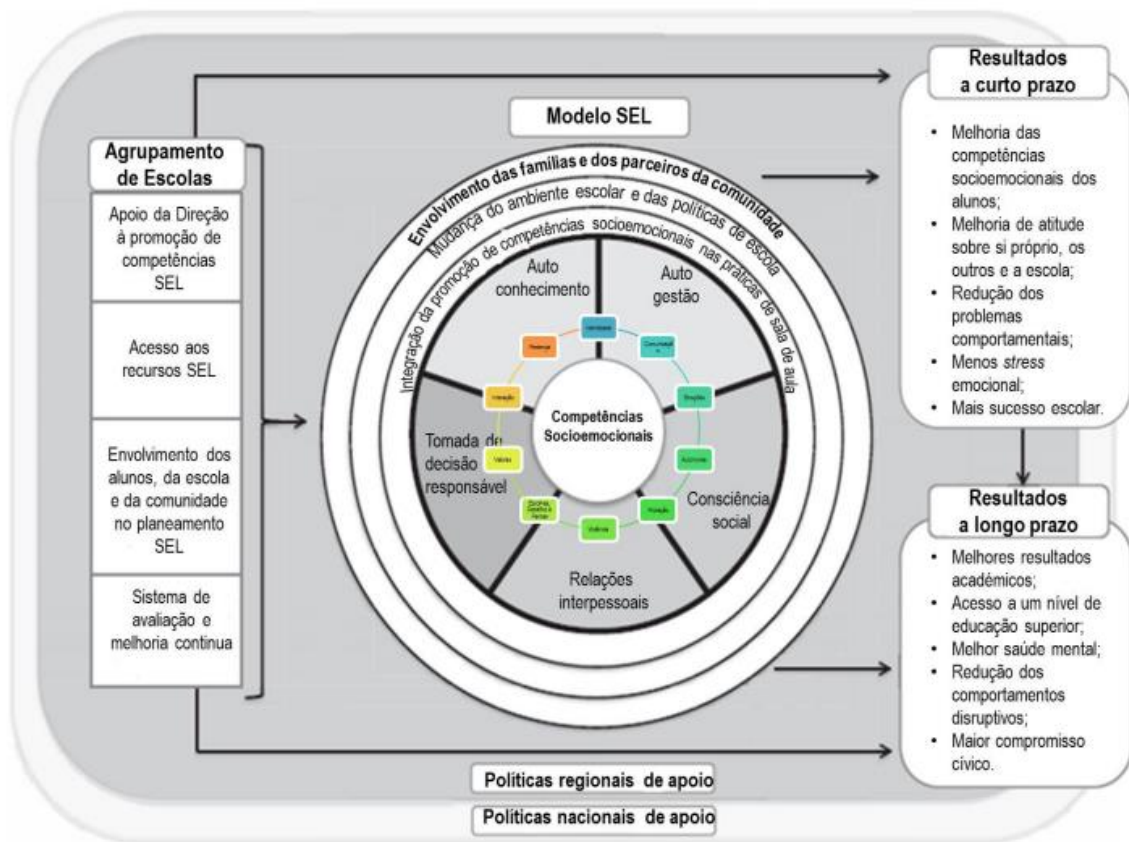 Modelo SEL
Agrupamento
de Escolas
Apoio da Direção
à promoção de
competências
SEL
Acesso aos
recursos SEL
Envolvimento dos
alunos, da escola
e da comunidade
no planeamento
SEL
Sistema de
avaliação e
melhoria continua
Envolvimento das famílias e dos parceiros da comunidade
Mudança do ambiente escolar e das políticas de escola
Integração da promoção de competências socioemocionais nas práticas de sala de aula
Auto
conhecimento
Auto
gestão
Tomada de
decisão
responsável
Consciência
social
Relações
interpessoais
Competências
Socioemocionais
Interação
Valores
Violência
Resultados
a curto prazo
• Melhoria das
competências
socioemocionais dos
alunos;
• Melhoria de atitude
sobre si próprio, os
outros e a escola;
• Redução dos
problemas
comportamentais;
• Menos stress
emocional;
• Mais sucesso escolar.
Resultados
a longo prazo
• Melhores resultados
académicos;
• Acesso a um nível de
educação superior;
• Melhor saúde mental;
• Redução dos
comportamentos
disruptivos;
• Maior compromisso
cívico.
Políticas regionais de apoio
Políticas nacionais de apoio